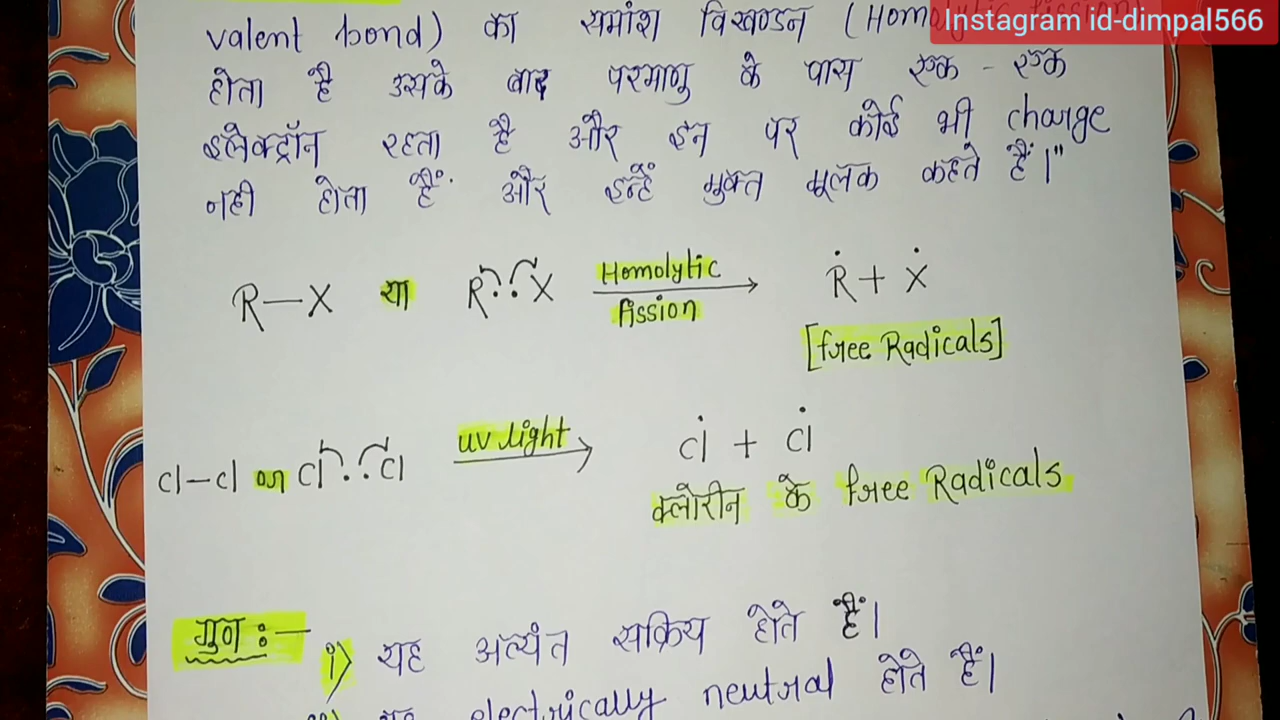 Instagram id-dimpal566
valent bond) का समांश विखण्डन (Homolytic fission
होता है उसके बाद परमाणु के पास एक - एक
इलेक्ट्रॉन रहता है और इन पर कोई भी charge
नही होता हैं. और इन्हें मुक्त मूलक कहते हैं।"
R—X या R : X Homolytic fission → Ṙ + Ẋ
[free Radicals]
cl–cl or cl : cl uv light → ċl + ċl
क्लोरीन के free Radicals
गुण :—
i) यह अत्यंत सक्रिय होते हैं।
electrically neutral होते हैं।